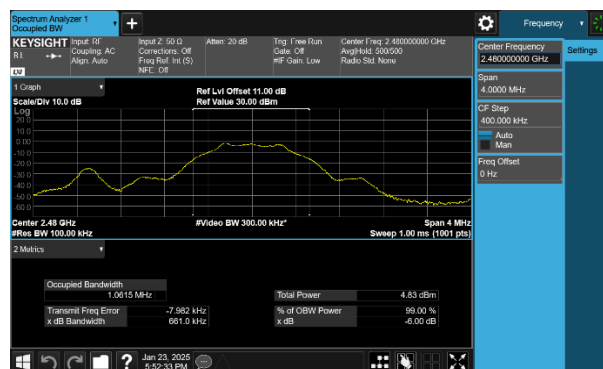 Spectrum Analyzer 1
Occupied BW
Frequency
KEYSIGHT
Input: RF
Coupling: AC
Align: Auto
Input Z: 50 Ω
Corrections: Off
Freq Ref: Int (S)
NFE: Off
Atten: 20 dB
Trig: Free Run
Gate: Off
#IF Gain: Low
Center Freq: 2.480000000 GHz
Avg|Hold: 500/500
Radio Std: None
Center Frequency
2.480000000 GHz
Settings
Span
4.0000 MHz
CF Step
400.000 kHz
Auto
Man
Freq Offset
0 Hz
1 Graph
Scale/Div 10.0 dB
Ref Lvl Offset 11.00 dB
Ref Value 30.00 dBm
Log
20.0
10.0
0.00
-10.0
-20.0
-30.0
-40.0
-50.0
-60.0
Center 2.48 GHz
#Res BW 100.00 kHz
#Video BW 300.00 kHz*
Span 4 MHz
Sweep 1.00 ms (1001 pts)
2 Metrics
Occupied Bandwidth
1.0615 MHz
Total Power 4.83 dBm
Transmit Freq Error -7.982 kHz
% of OBW Power 99.00 %
x dB Bandwidth 661.0 kHz
x dB -6.00 dB
Jan 23, 2025
5:52:33 PM